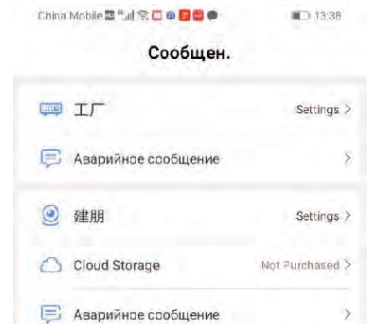 China Mobile HD 13:38
Сообщен.
工厂 Settings >
Аварийное сообщение >
建朋 Settings >
Cloud Storage Not Purchased >
Аварийное сообщение >